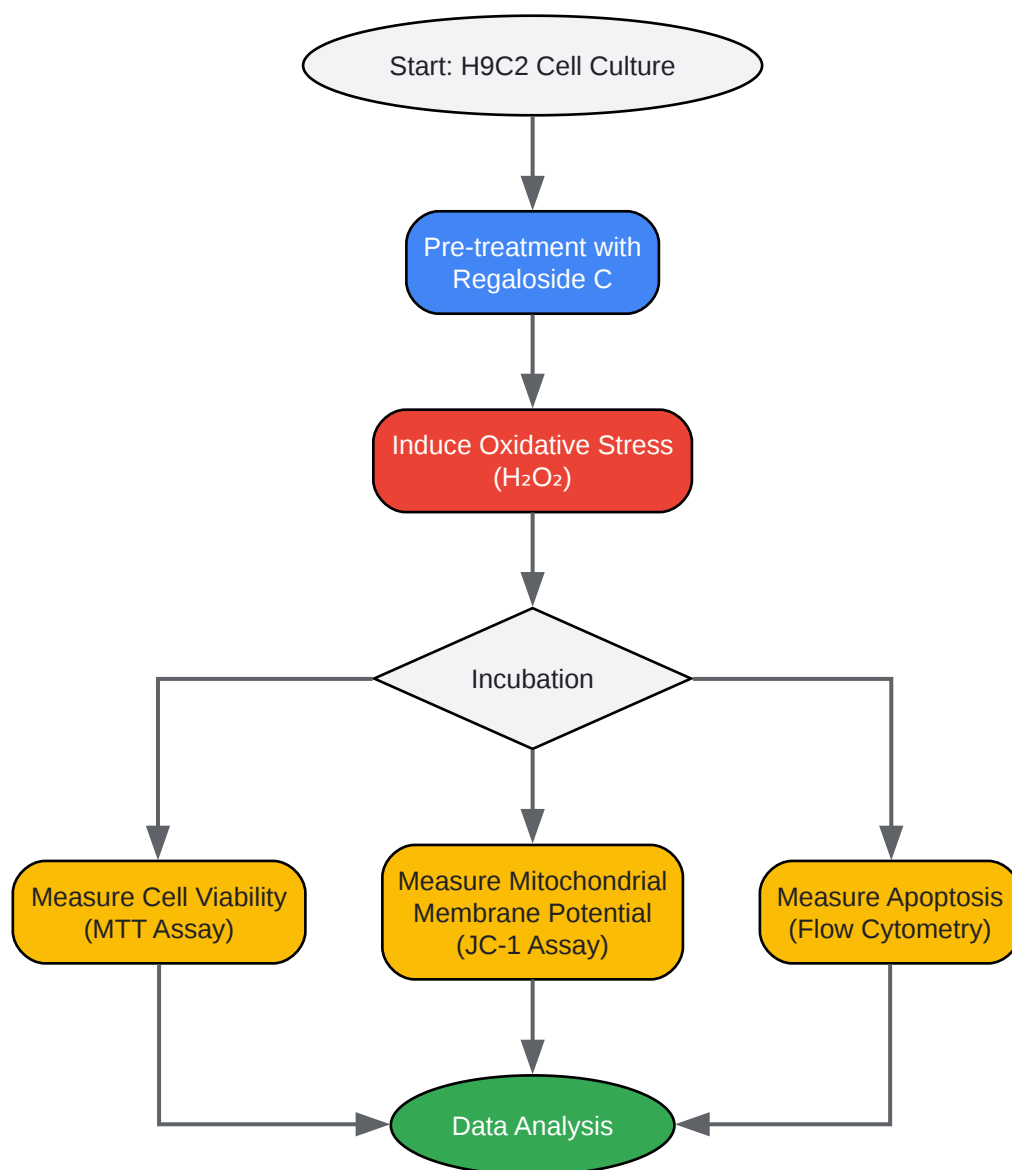 Start: H9C2 Cell Culture
Pre-treatment with
Regaloside C
Induce Oxidative Stress
(H₂O₂)
Incubation
Measure Cell Viability
(MTT Assay)
Measure Mitochondrial
Membrane Potential
(JC-1 Assay)
Measure Apoptosis
(Flow Cytometry)
Data Analysis